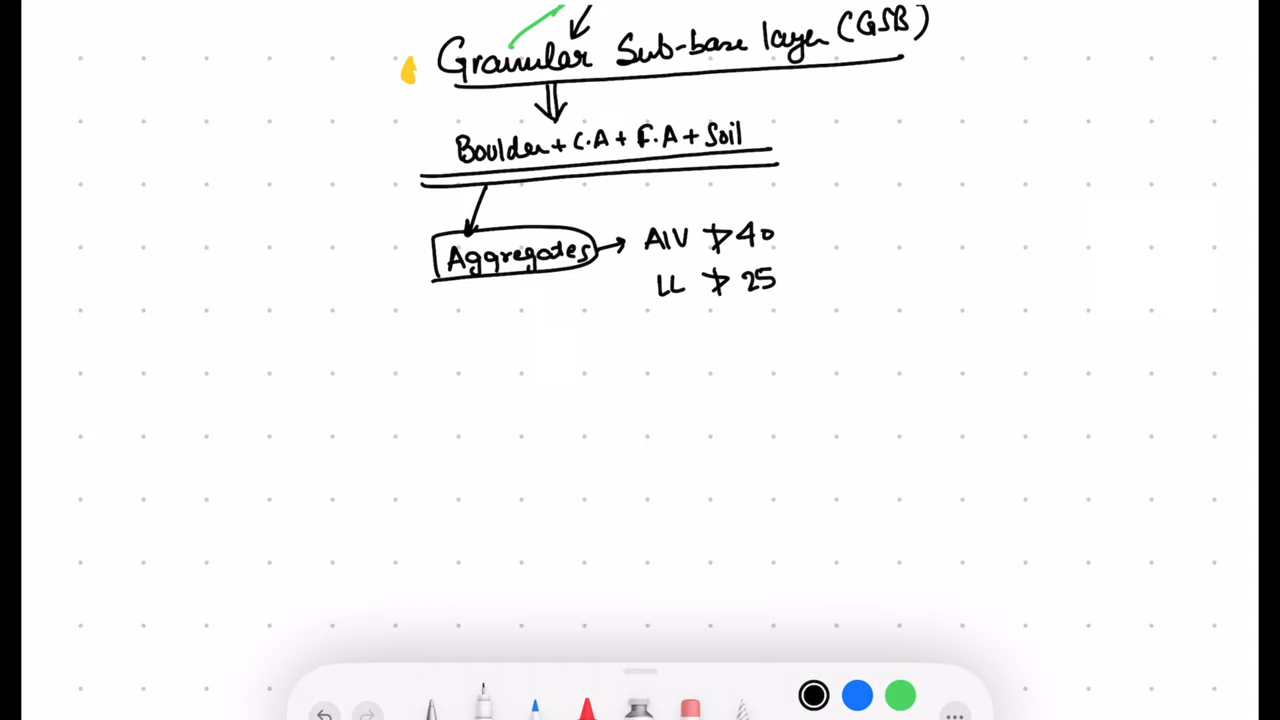 Granular Sub-base layer (GSB)
Boulder + C.A + F.A + Soil
Aggregates → AIV ≯ 40
LL ≯ 25